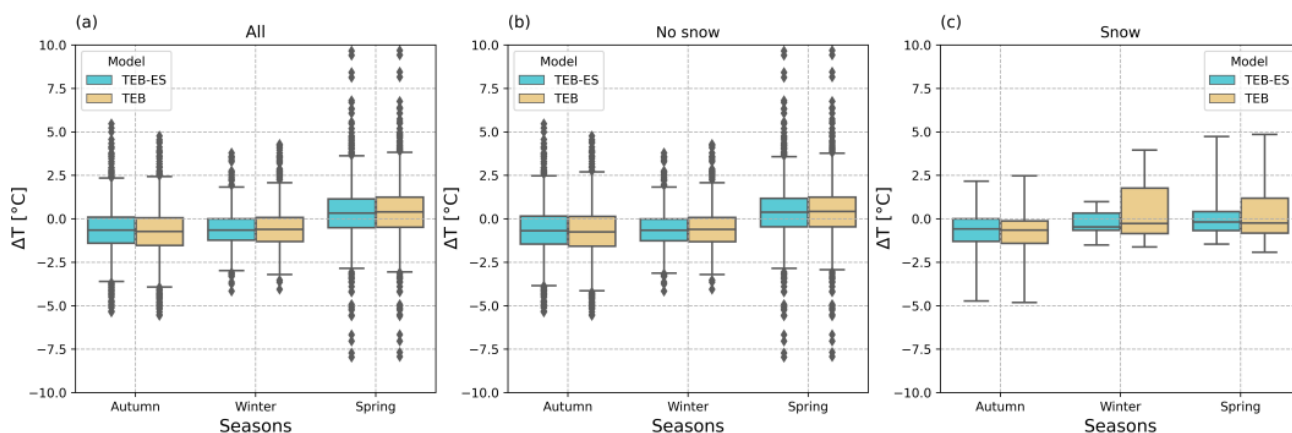 (a)
All
ΔT [°C]
10.0
7.5
5.0
2.5
0.0
−2.5
−5.0
−7.5
−10.0
Model
TEB-ES
TEB
Autumn
Winter
Spring
Seasons
(b)
No snow
ΔT [°C]
10.0
7.5
5.0
2.5
0.0
−2.5
−5.0
−7.5
−10.0
Model
TEB-ES
TEB
Autumn
Winter
Spring
Seasons
(c)
Snow
ΔT [°C]
10.0
7.5
5.0
2.5
0.0
−2.5
−5.0
−7.5
−10.0
Model
TEB-ES
TEB
Autumn
Winter
Spring
Seasons